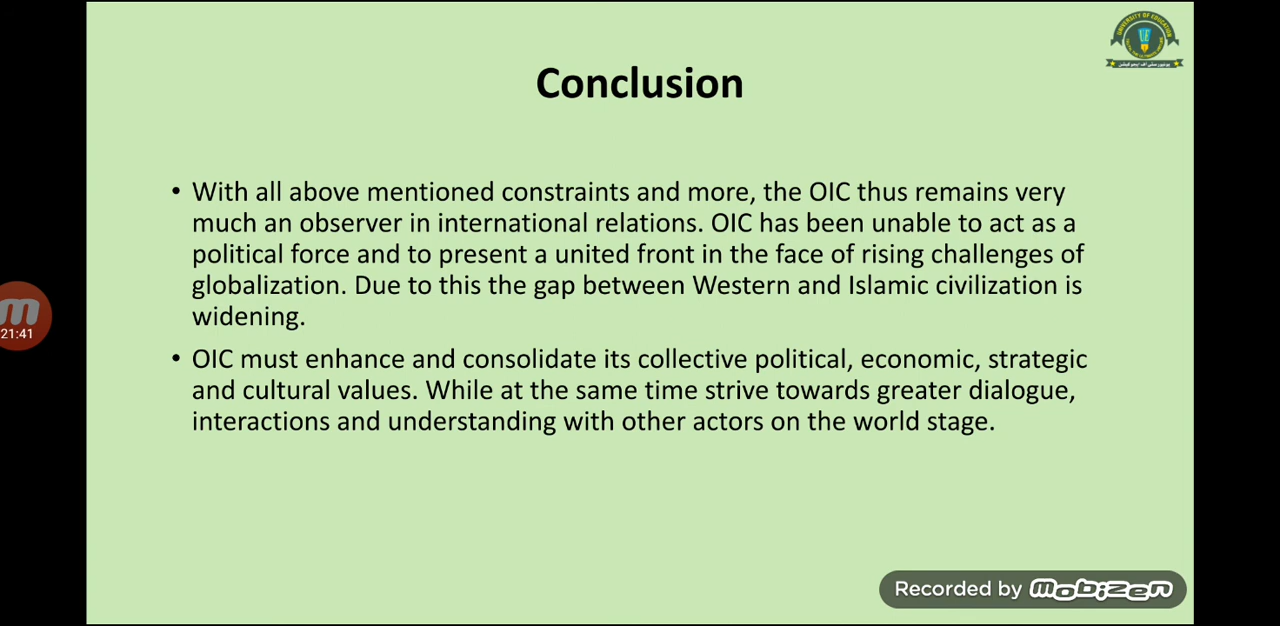 UNIVERSITY OF EDUCATION
Conclusion
• With all above mentioned constraints and more, the OIC thus remains very
much an observer in international relations. OIC has been unable to act as a
political force and to present a united front in the face of rising challenges of
globalization. Due to this the gap between Western and Islamic civilization is
widening.
m
21:41
• OIC must enhance and consolidate its collective political, economic, strategic
and cultural values. While at the same time strive towards greater dialogue,
interactions and understanding with other actors on the world stage.
Recorded by mobizen